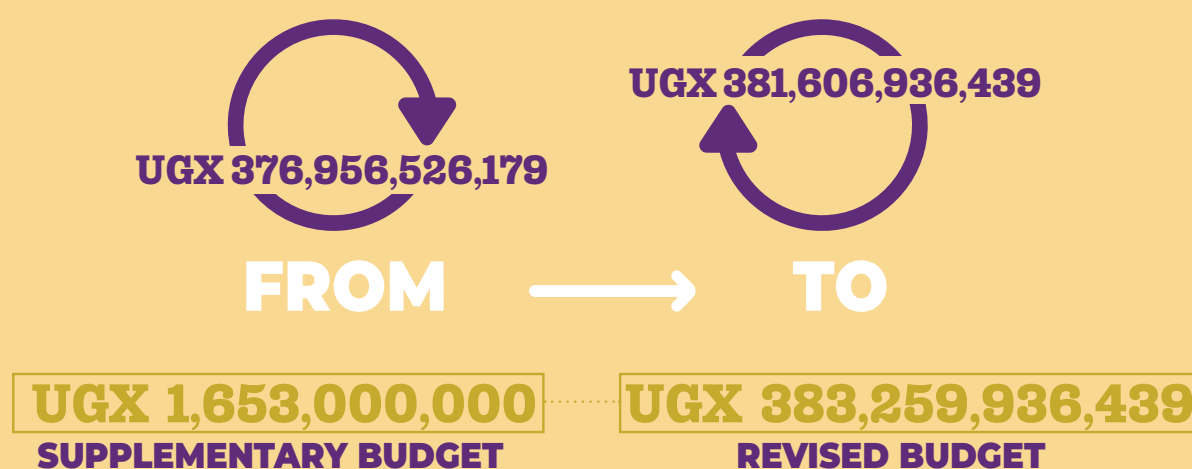 UGX 376,956,526,179
UGX 381,606,936,439
FROM
TO
UGX 1,653,000,000
UGX 383,259,936,439
SUPPLEMENTARY BUDGET
REVISED BUDGET